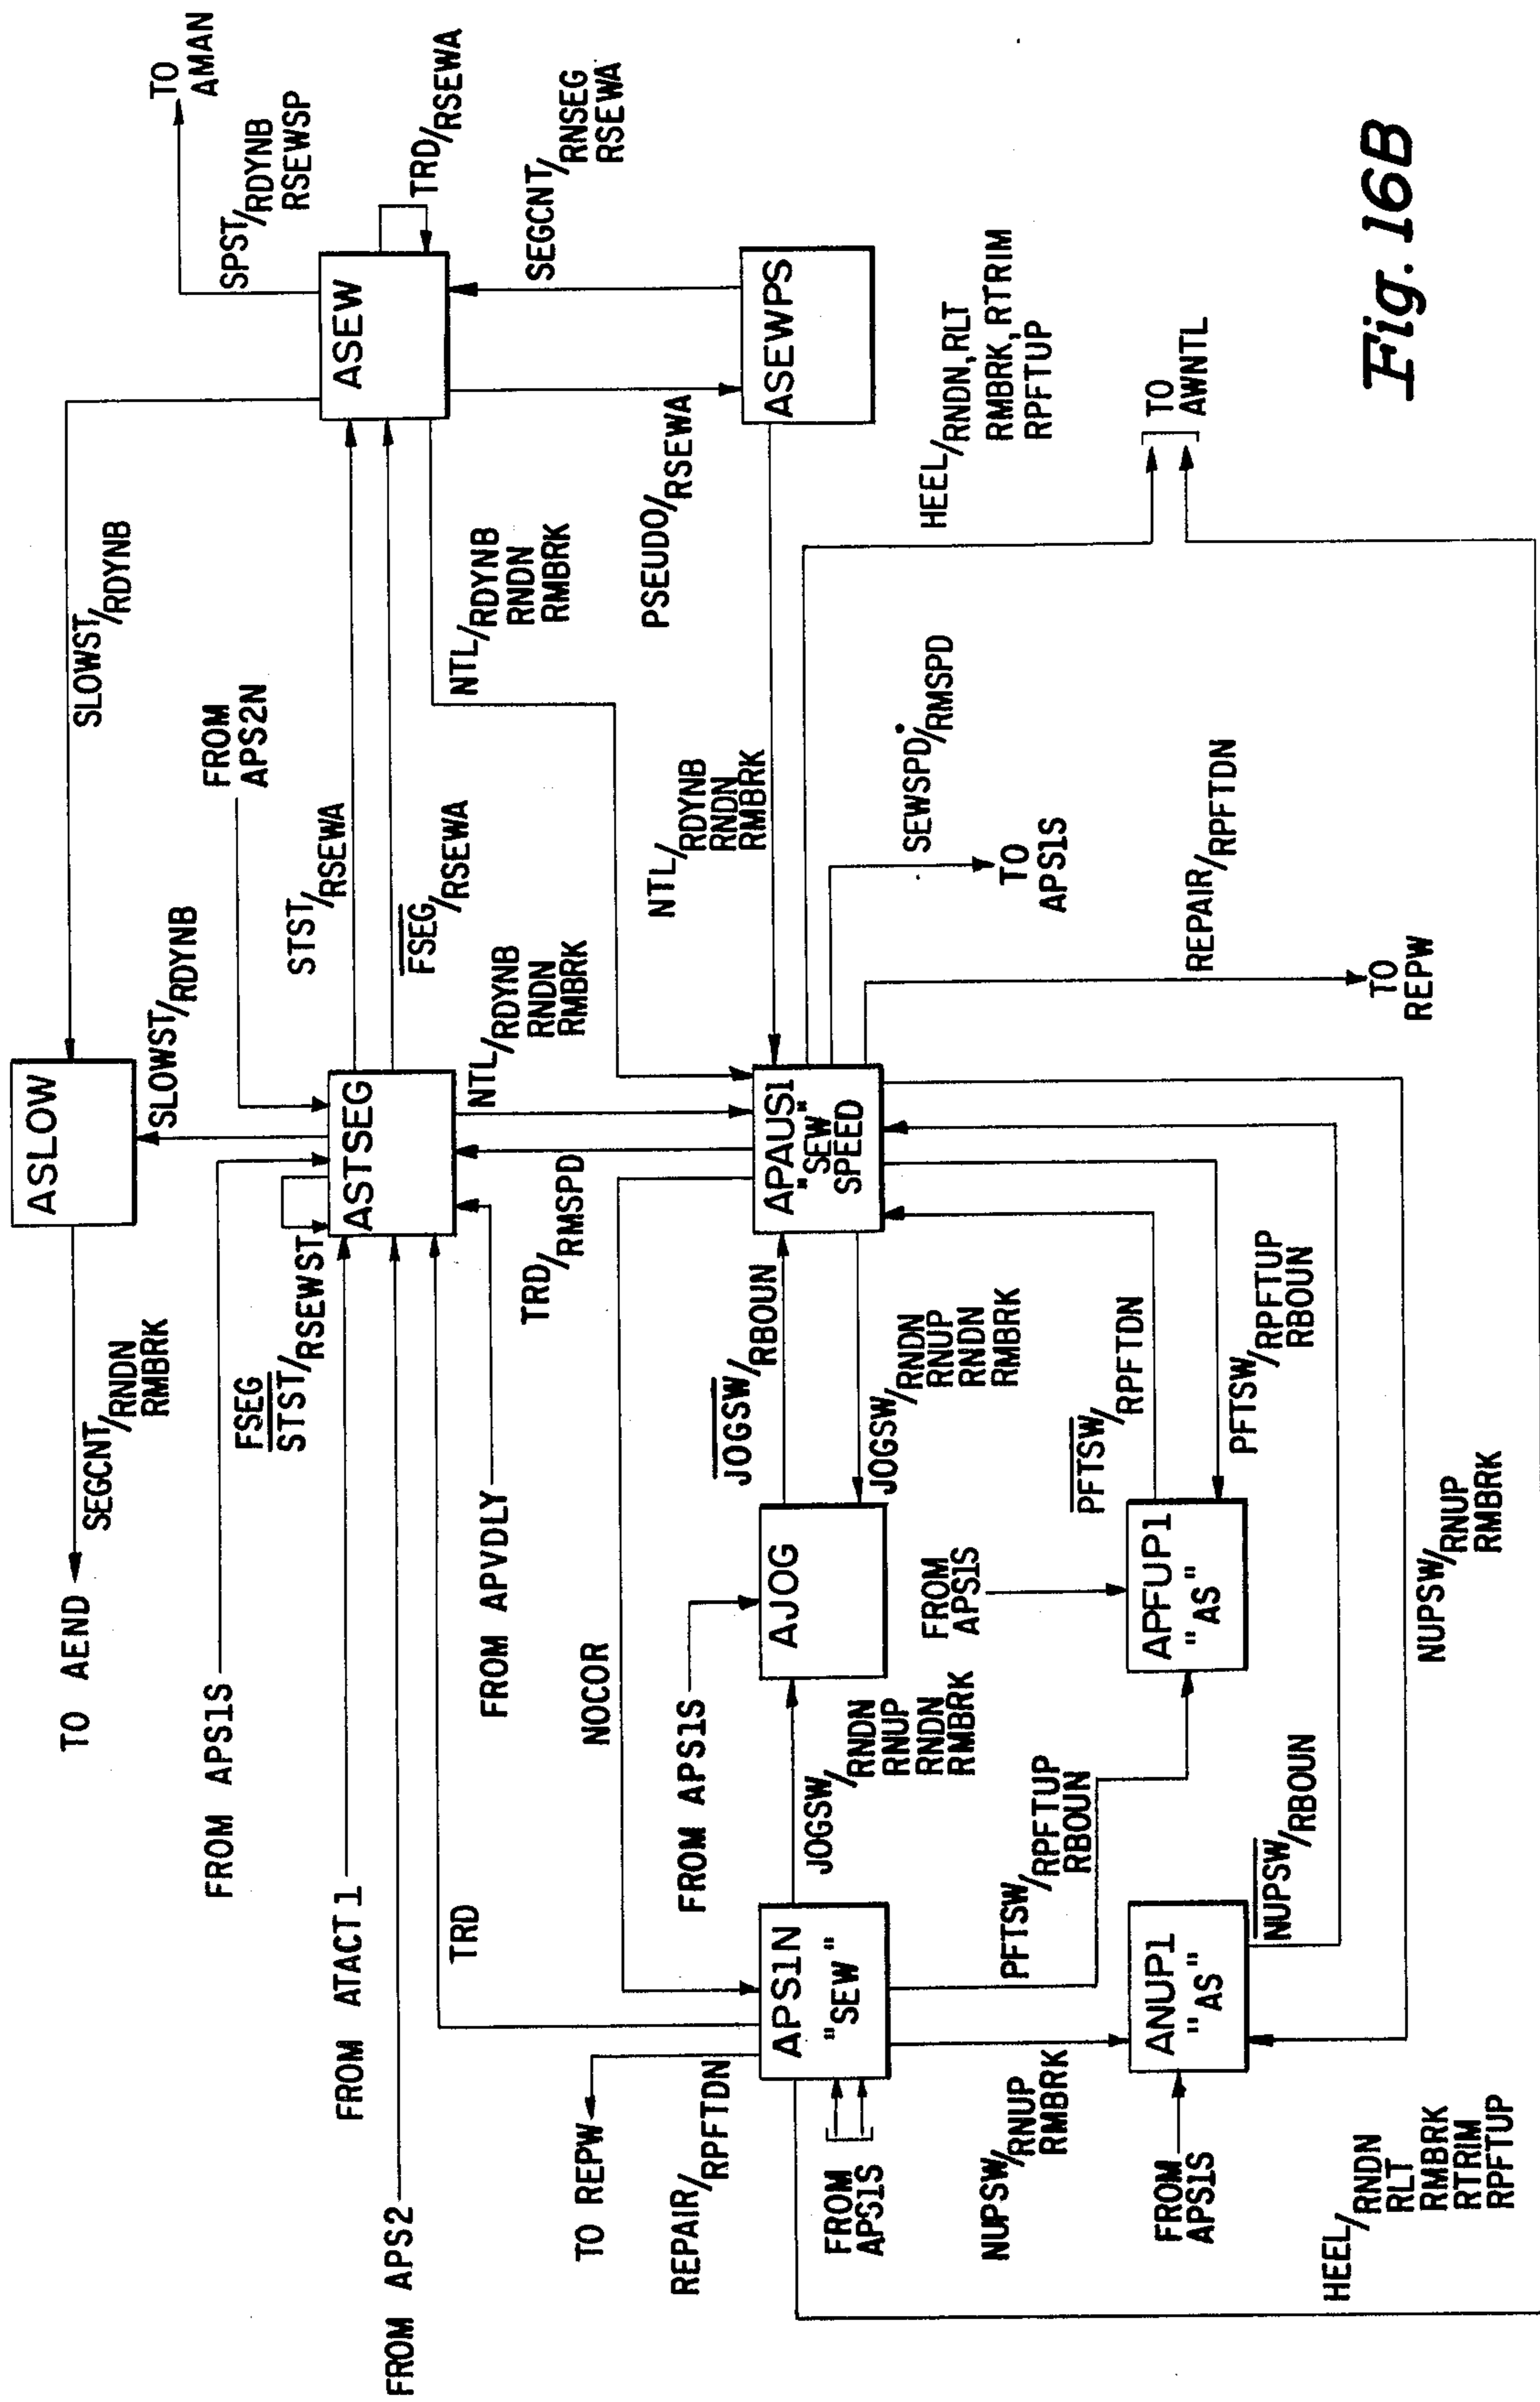 TO AEND
SEGCNT/RNDN
RMBRK
ASLOW
SLOWST/RDYNB
TO
AMAN
SPST/RDYNB
RSEWSP
FROM APS1S
SLOWST/RDYNB
FROM
APS2N
FSEG
S̅T̅S̅T̅/RSEWST
FROM ATACT1
FROM APS2
ASTSEG
STST/RSEWA
F̅S̅E̅G̅/RSEWA
ASEW
TRD/RSEWA
TRD
FROM APVDLY
TRD/RMSPD
NTL/RDYNB
RNDN
RMBRK
NTL/RDYNB
RNDN
RMBRK
SEGCNT/RNSEG
RSEWA
PSEUDO/RSEWA
NOCOR
TO REPW
REPAIR/RPFTDN
FROM APS1S
J̅O̅G̅S̅W̅/RBOUN
NTL/RDYNB
RNDN
RMBRK
FROM
APS1S
APS1N
"SEW"
JOGSW/RNDN
RNUP
RNDN
RMBRK
AJOG
JOGSW/RNDN
RNUP
RNDN
RMBRK
APAUS1
"SEW
SPEED"
ASEWPS
SEWSPD/RMSPD
TO
APS1S
HEEL/RNDN,RLT
RMBRK,RTRIM
RPFTUP
NUPSW/RNUP
RMBRK
PFTSW/RPFTUP
RBOUN
FROM
APS1S
P̅F̅T̅S̅W̅/RPFTDN
FROM
APS1S
ANUP1
"AS"
N̅U̅P̅S̅W̅/RBOUN
APFUP1
"AS"
PFTSW/RPFTUP
RBOUN
REPAIR/RPFTDN
TO
REPW
TO
AWNTL
HEEL/RNDN
RLT
RMBRK
RTRIM
RPFTUP
NUPSW/RNUP
RMBRK
Fig. 16B